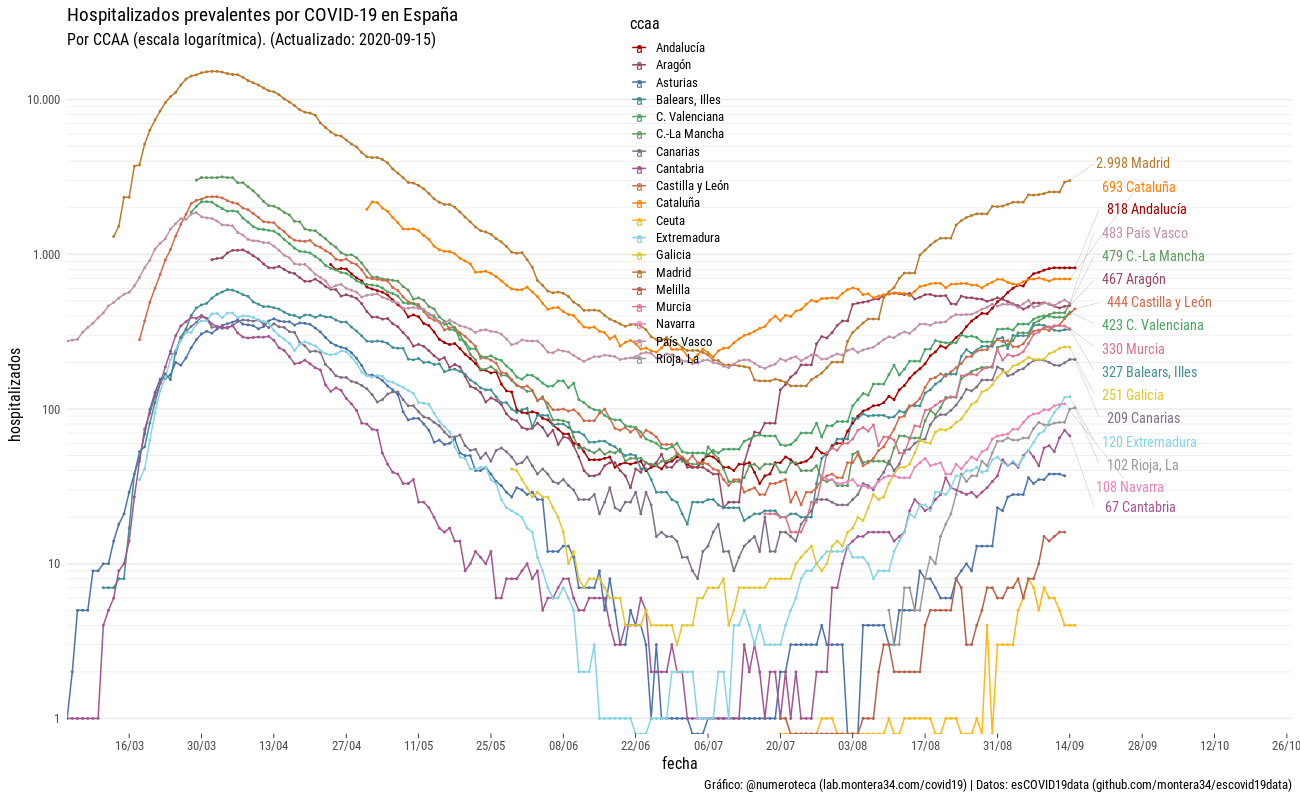 Hospitalizados prevalentes por COVID-19 en España
Por CCAA (escala logarítmica). (Actualizado: 2020-09-15)
ccaa
Andalucía
Aragón
Asturias
Balears, Illes
C. Valenciana
C.-La Mancha
Canarias
Cantabria
Castilla y León
Cataluña
Ceuta
Extremadura
Galicia
Madrid
Melilla
Murcia
Navarra
País Vasco
Rioja, La
hospitalizados
10.000
1.000
100
10
1
2.998 Madrid
693 Cataluña
818 Andalucía
483 País Vasco
479 C.-La Mancha
467 Aragón
444 Castilla y León
423 C. Valenciana
330 Murcia
327 Balears, Illes
251 Galicia
209 Canarias
120 Extremadura
102 Rioja, La
108 Navarra
67 Cantabria
16/03 30/03 13/04 27/04 11/05 25/05 08/06 22/06 06/07 20/07 03/08 17/08 31/08 14/09 28/09 12/10 26/10
fecha
Gráfico: @numeroteca (lab.montera34.com/covid19) | Datos: esCOVID19data (github.com/montera34/escovid19data)